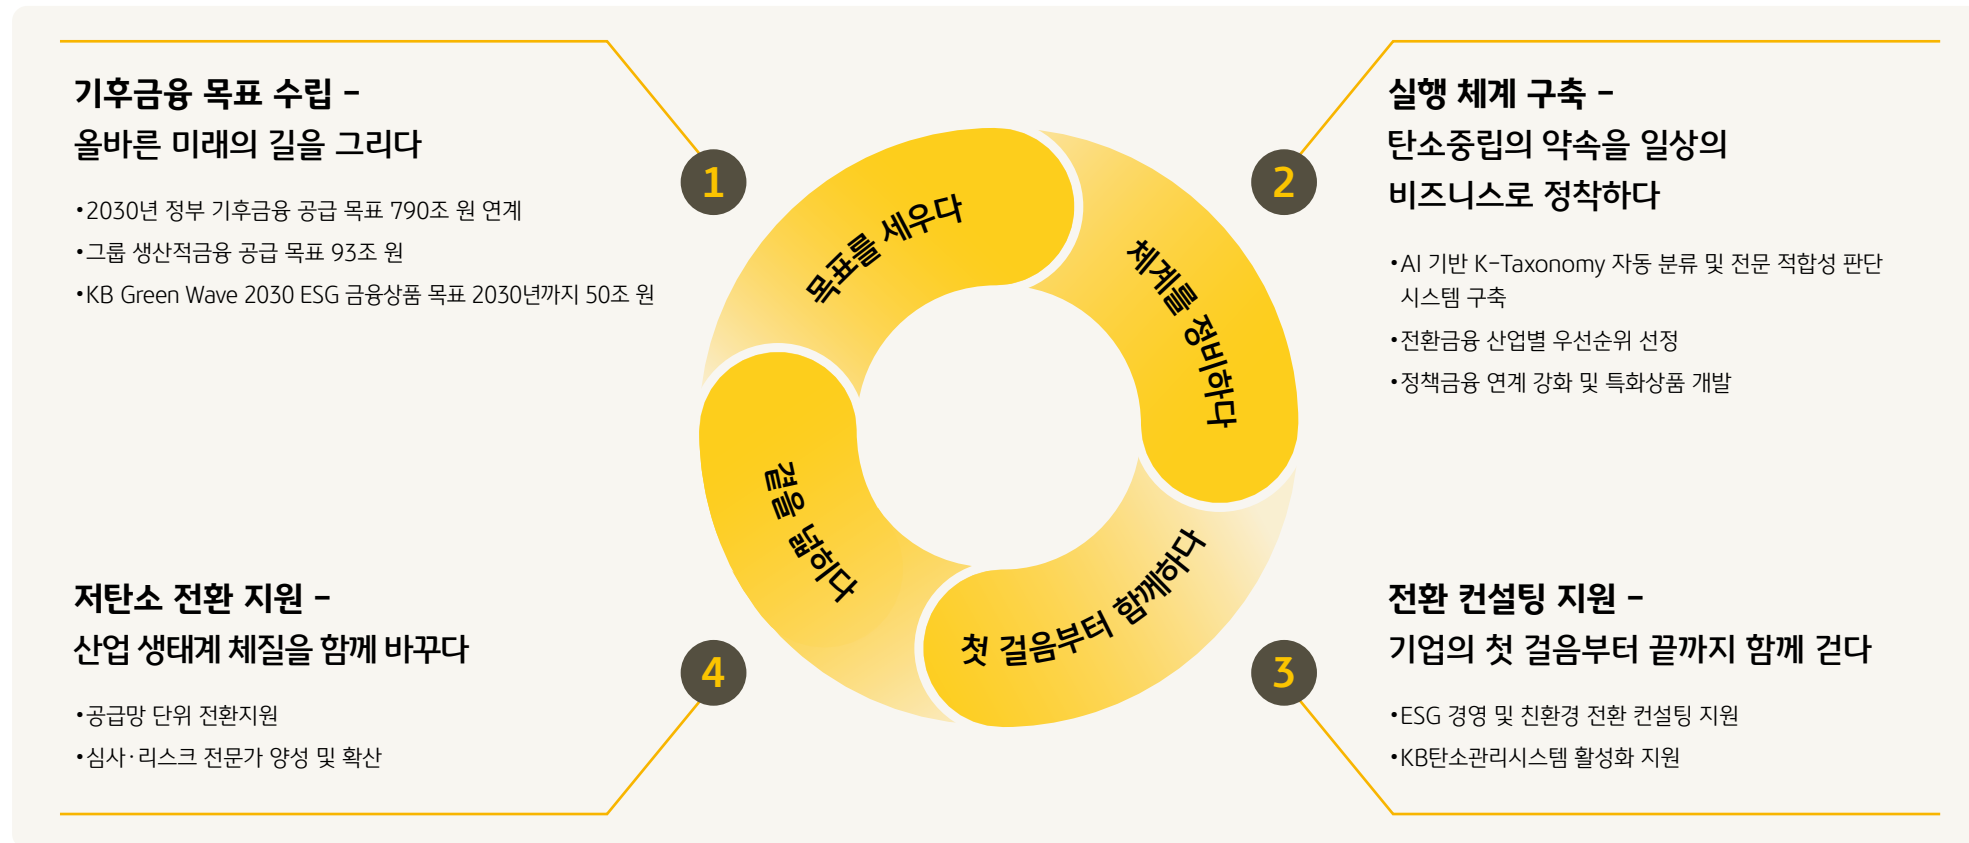 기후금융 목표 수립 –
올바른 미래의 길을 그리다
•2030년 정부 기후금융 공급 목표 790조 원 연계
•그룹 생산적금융 공급 목표 93조 원
•KB Green Wave 2030 ESG 금융상품 목표 2030년까지 50조 원
1
목표를 세우다
실행 체계 구축 –
탄소중립의 약속을 일상의
비즈니스로 정착하다
•AI 기반 K-Taxonomy 자동 분류 및 전문 적합성 판단
시스템 구축
•전환금융 산업별 우선순위 선정
•정책금융 연계 강화 및 특화상품 개발
2
체계를 정비하다
전환 컨설팅 지원 –
기업의 첫 걸음부터 끝까지 함께 걷다
•ESG 경영 및 친환경 전환 컨설팅 지원
•KB탄소관리시스템 활성화 지원
3
첫 걸음부터 함께하다
저탄소 전환 지원 –
산업 생태계 체질을 함께 바꾸다
•공급망 단위 전환지원
•심사·리스크 전문가 양성 및 확산
4
결을 넓히다